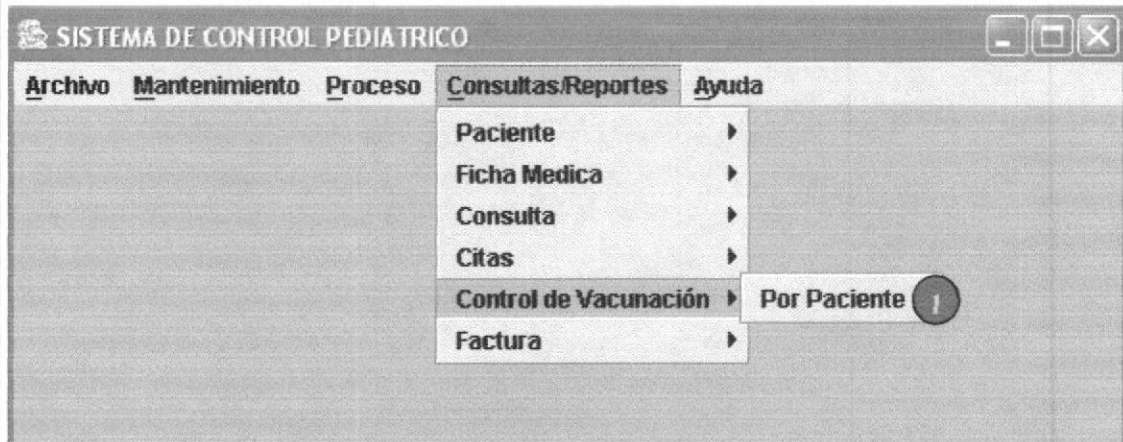 SISTEMA DE CONTROL PEDIATRICO
Archivo Mantenimiento Proceso Consultas/Reportes Ayuda
Paciente
Ficha Medica
Consulta
Citas
Control de Vacunación Por Paciente 1
Factura